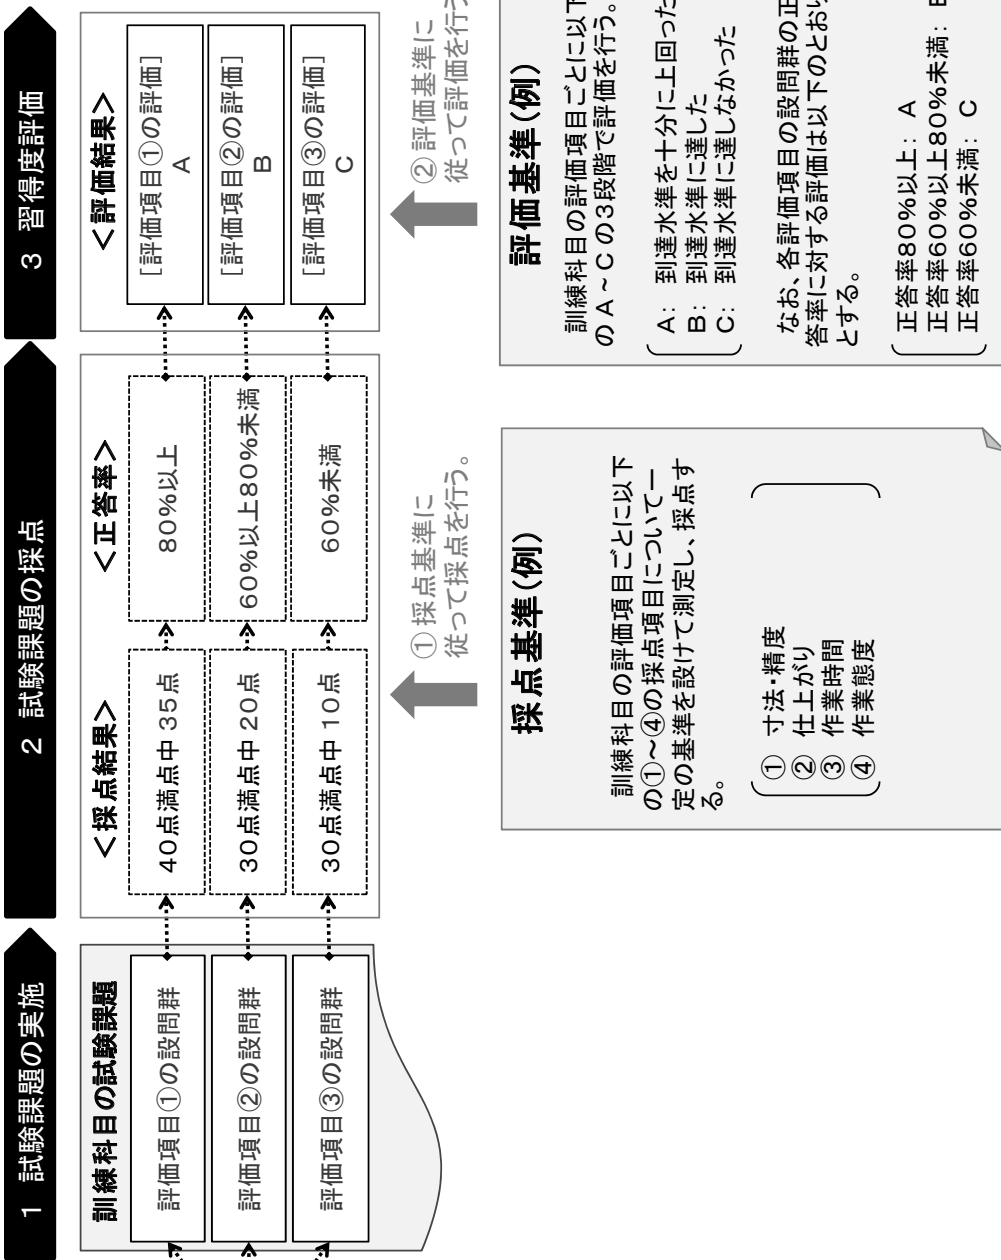 1 試験課題の実施
訓練科目の試験課題
評価項目①の設問群
評価項目②の設問群
評価項目③の設問群
2 試験課題の採点
＜採点結果＞
40点満点中 35点
30点満点中 20点
30点満点中 10点
＜正答率＞
80%以上
60%以上80%未満
60%未満
3 習得度評価
＜評価結果＞
[評価項目①の評価]
A
[評価項目②の評価]
B
[評価項目③の評価]
C
① 採点基準に
従って採点を行う。
② 評価基準に
従って評価を行う
採点基準(例)
訓練科目の評価項目ごとに以下
の①～④の採点項目について一
定の基準を設けて測定し、採点す
る。
① 寸法・精度
② 仕上がり
③ 作業時間
④ 作業態度
評価基準(例)
訓練科目の評価項目ごとに以下
の A ~ C の3段階で評価を行う。
A: 到達水準を十分に上回った
B: 到達水準に達した
C: 到達水準に達しなかった
なお、各評価項目の設問群の正
答率に対する評価は以下のとおり
とする。
正答率80%以上: A
正答率60%以上80%未満: B
正答率60%未満: C